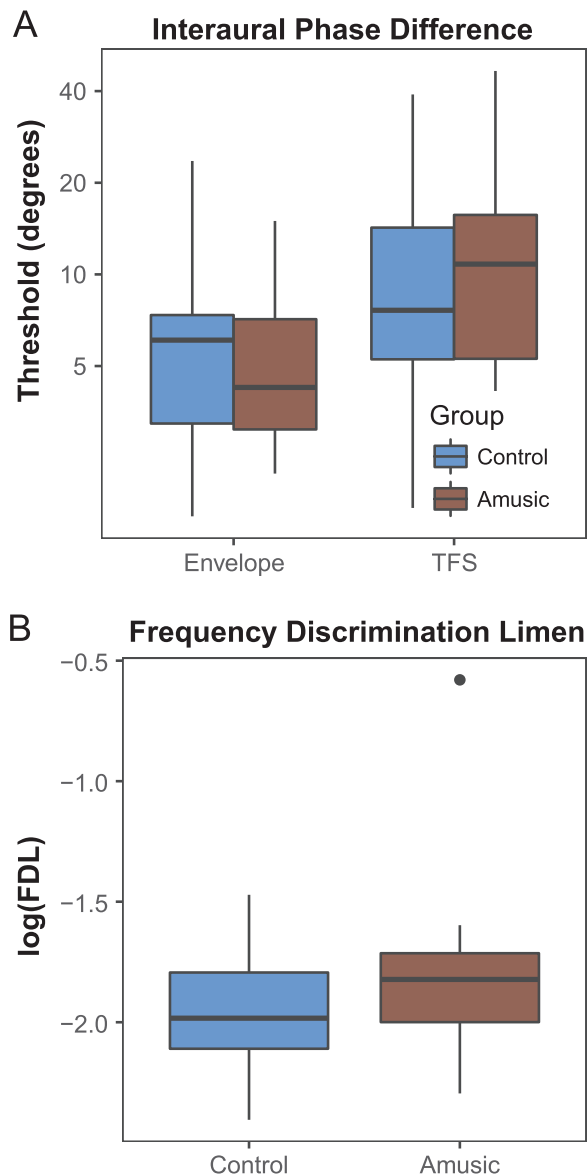 A
Interaural Phase Difference
Threshold (degrees)
40
20
10
5
Group
Control
Amusic
Envelope
TFS
B
Frequency Discrimination Limen
log(FDL)
−0.5
−1.0
−1.5
−2.0
Control
Amusic